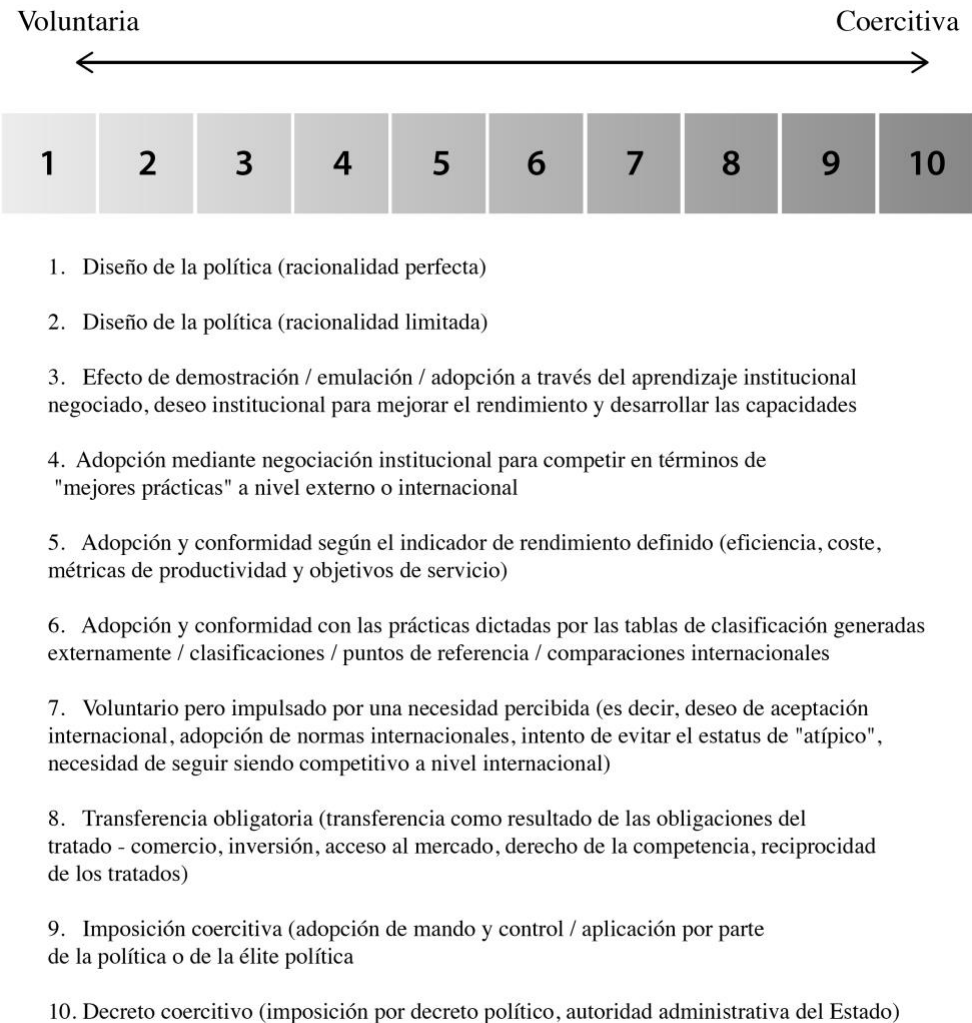 Voluntaria Coercitiva
1 2 3 4 5 6 7 8 9 10
1. Diseño de la política (racionalidad perfecta)
2. Diseño de la política (racionalidad limitada)
3. Efecto de demostración / emulación / adopción a través del aprendizaje institucional
negociado, deseo institucional para mejorar el rendimiento y desarrollar las capacidades
4. Adopción mediante negociación institucional para competir en términos de
"mejores prácticas" a nivel externo o internacional
5. Adopción y conformidad según el indicador de rendimiento definido (eficiencia, coste,
métricas de productividad y objetivos de servicio)
6. Adopción y conformidad con las prácticas dictadas por las tablas de clasificación generadas
externamente / clasificaciones / puntos de referencia / comparaciones internacionales
7. Voluntario pero impulsado por una necesidad percibida (es decir, deseo de aceptación
internacional, adopción de normas internacionales, intento de evitar el estatus de "atípico",
necesidad de seguir siendo competitivo a nivel internacional)
8. Transferencia obligatoria (transferencia como resultado de las obligaciones del
tratado - comercio, inversión, acceso al mercado, derecho de la competencia, reciprocidad
de los tratados)
9. Imposición coercitiva (adopción de mando y control / aplicación por parte
de la política o de la élite política
10. Decreto coercitivo (imposición por decreto político, autoridad administrativa del Estado)